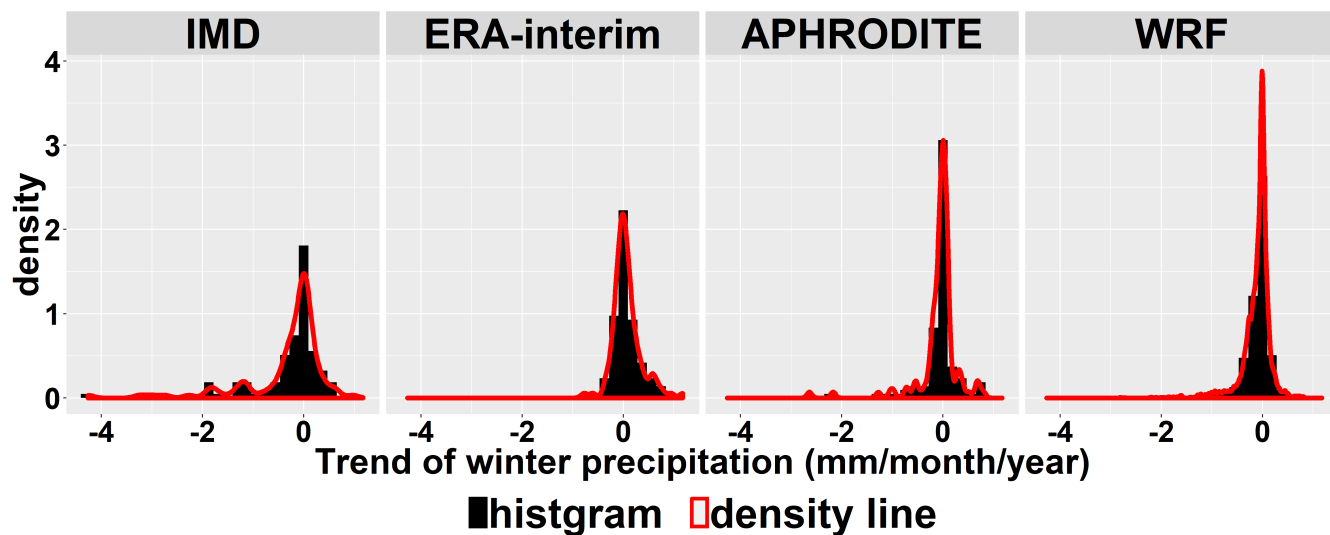 IMD ERA-interim APHRODITE WRF
4
3
2
1
0
density
-4 -2 0 -4 -2 0 -4 -2 0 -4 -2 0
Trend of winter precipitation (mm/month/year)
histgram density line